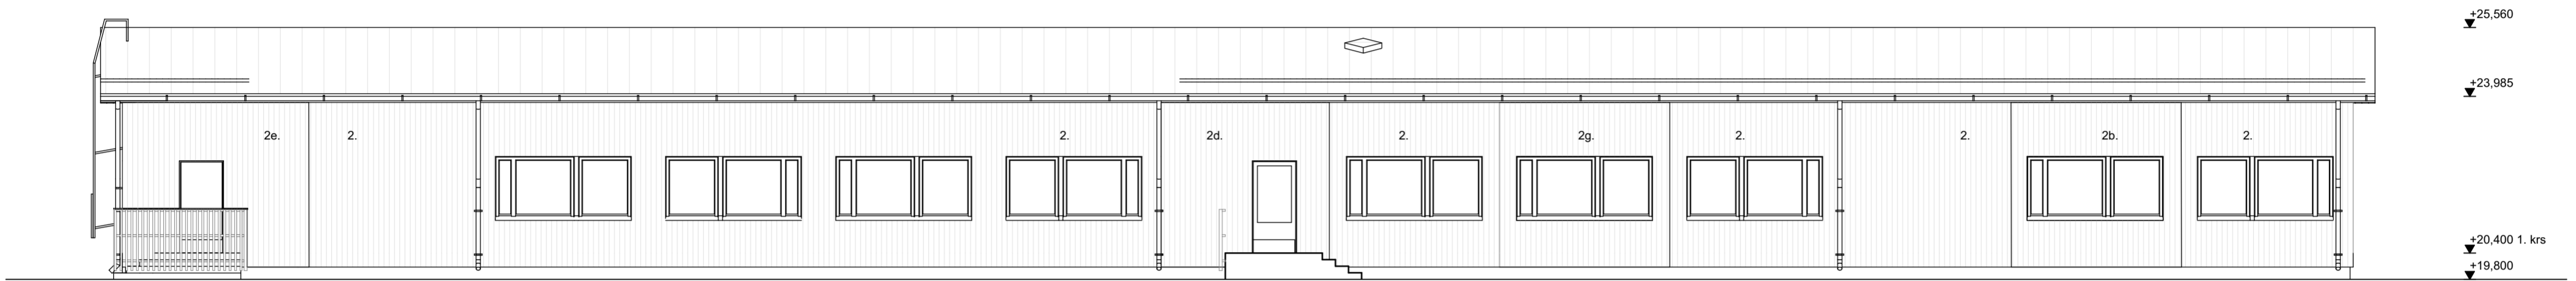 +25,560
+23,985
2e. 2. 2. 2d. 2. 2g. 2. 2. 2b. 2.
+20,400 1. krs
+19,800